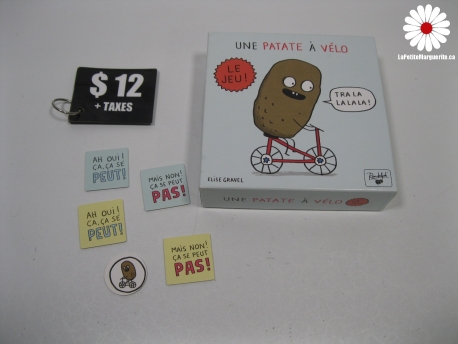 LaPetiteMarguerite.ca
$ 12
+ TAXES
UNE PATATE À VÉLO
LE
JEU!
TRA LA
LA LA LA!
ELISE GRAVEL
UNE PATATE À VÉLO
AH OUI!
ÇA, ÇA SE
PEUT!
MAIS NON!
ÇA SE PEUT
PAS!
AH OUI!
ÇA, ÇA SE
PEUT!
MAIS NON!
ÇA SE PEUT
PAS!